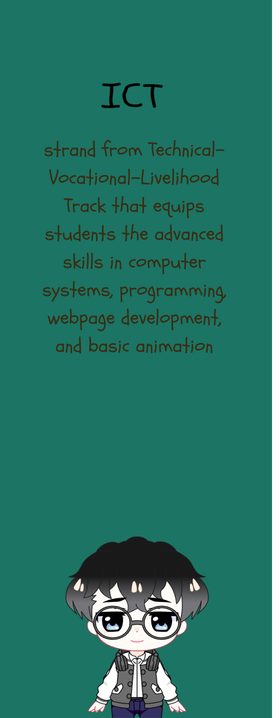 ICT
strand from Technical-
Vocational-Livelihood
Track that equips
students the advanced
skills in computer
systems, programming,
webpage development,
and basic animation